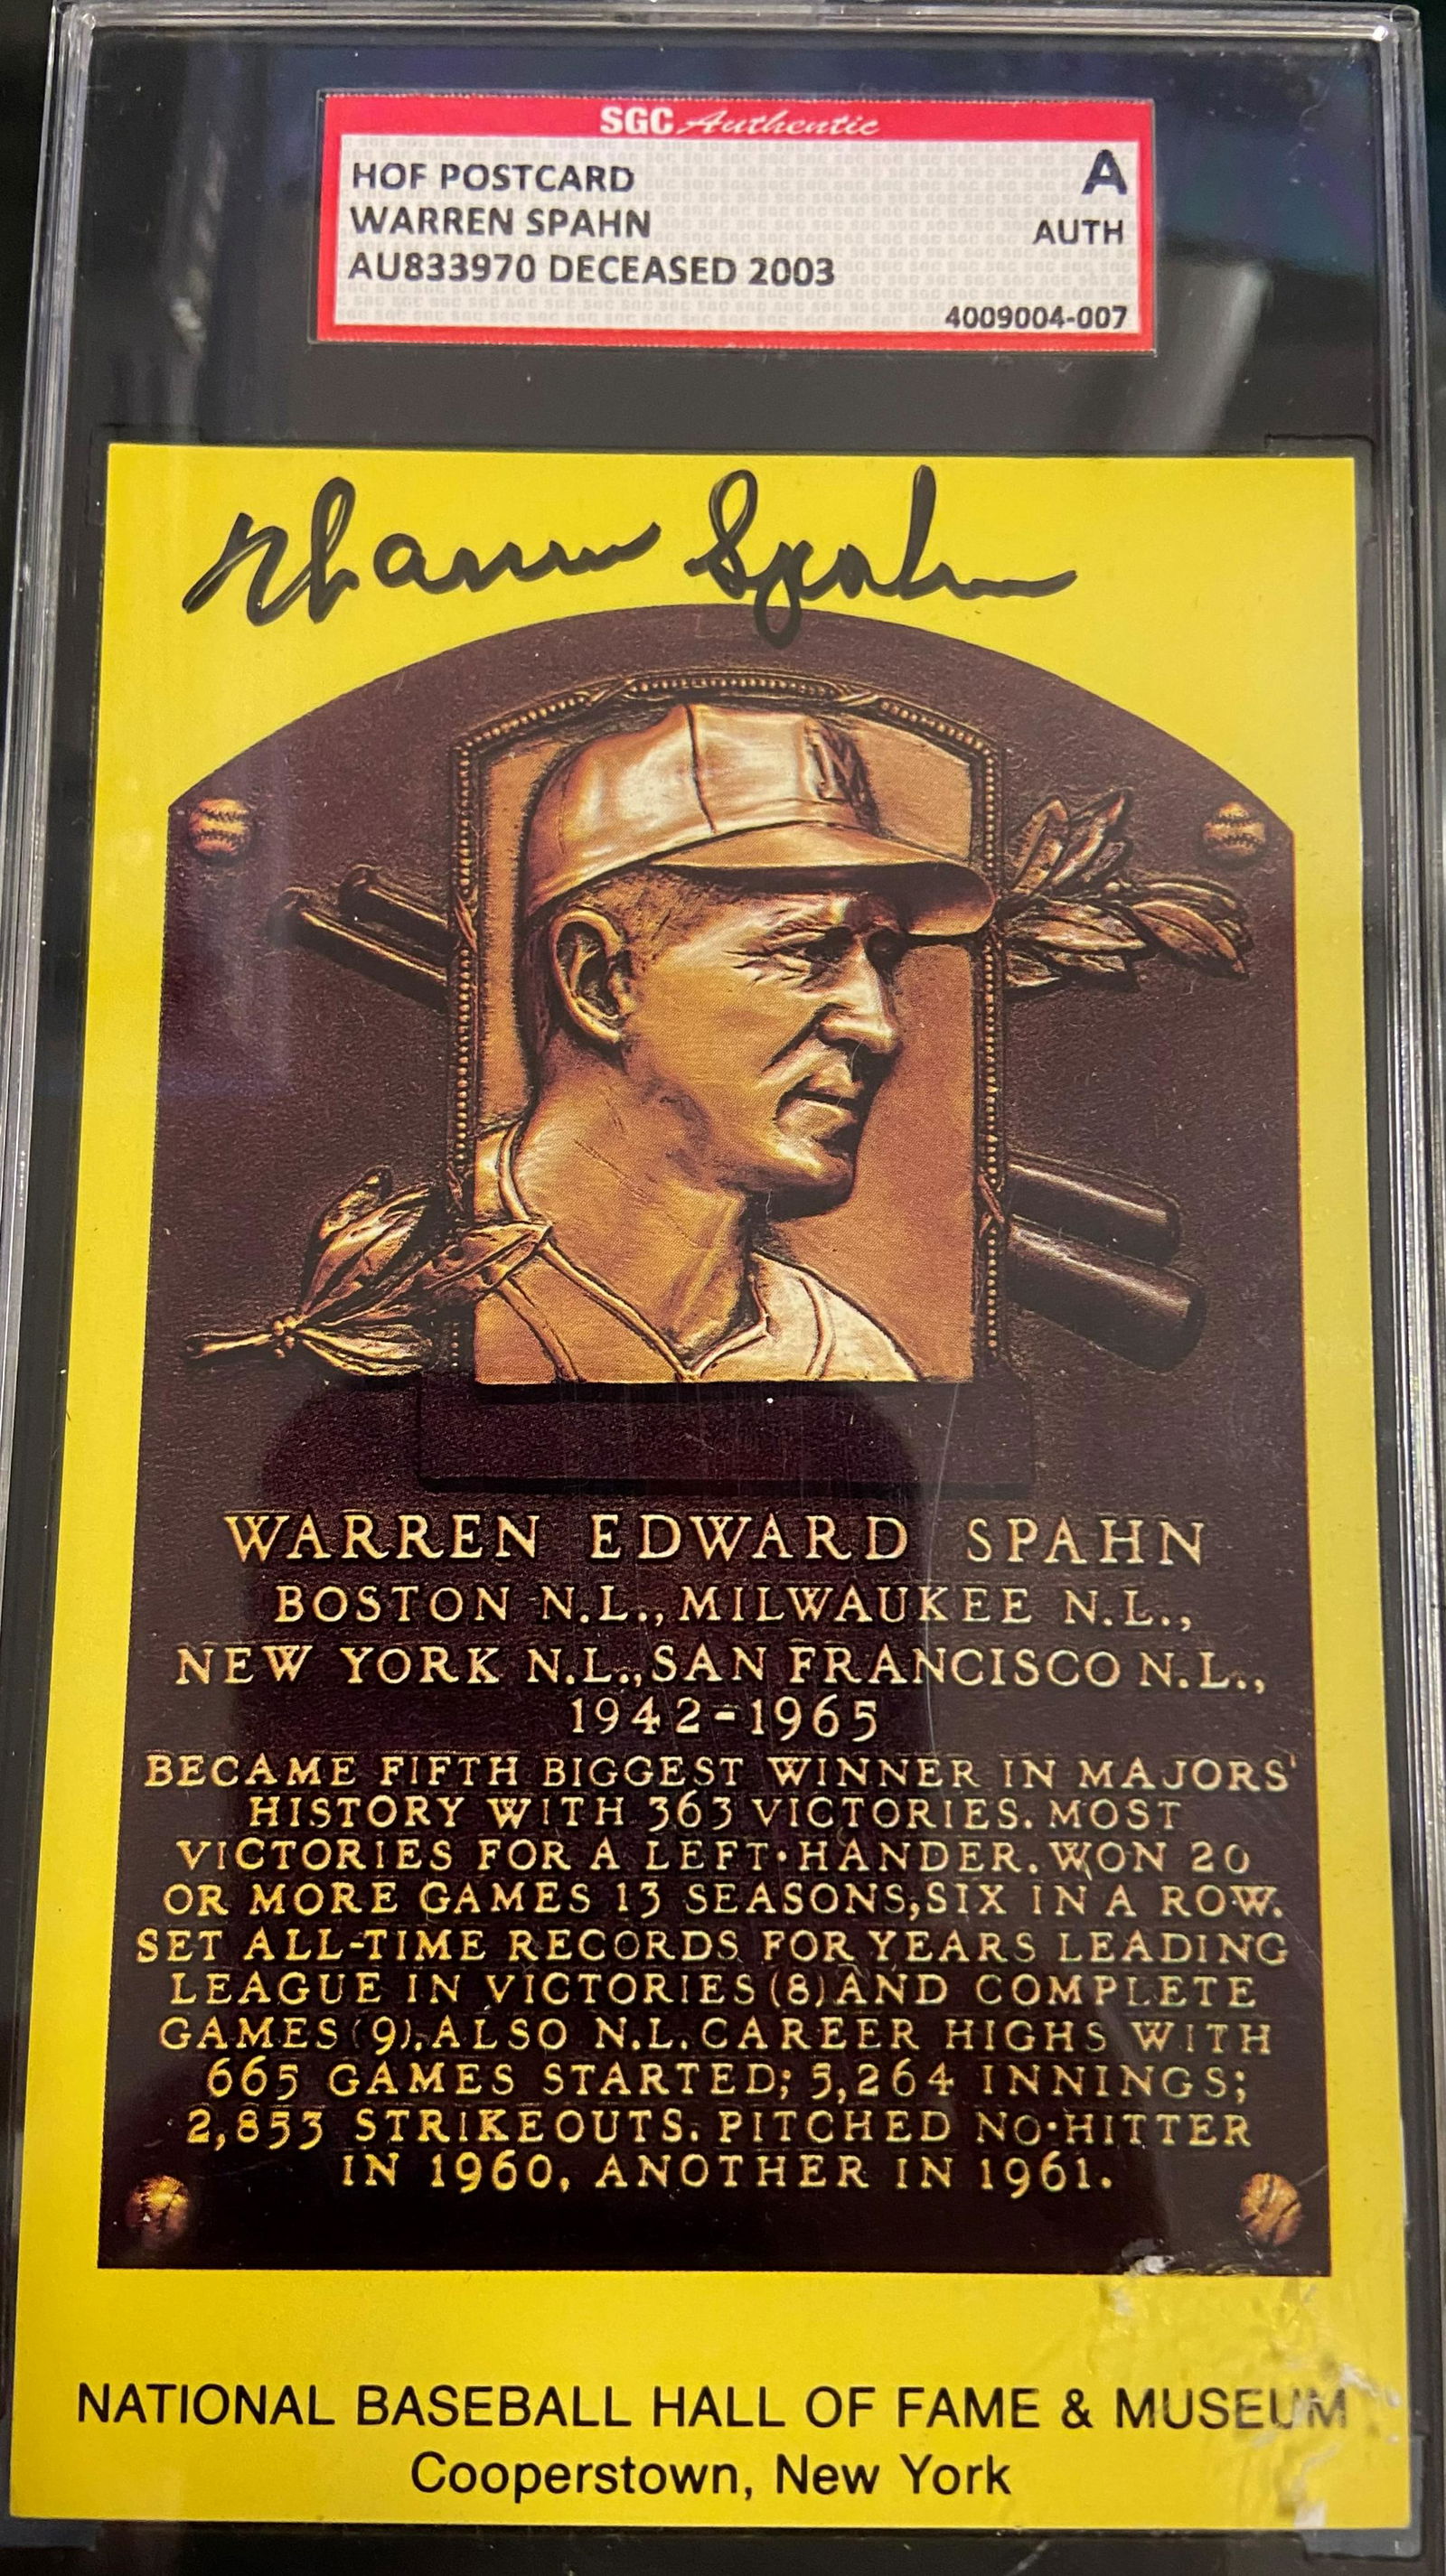 SGC Authentic
HOF POSTCARD A
WARREN SPAHN AUTH
AU833970 DECEASED 2003
4009004-007
Warren Spahn
M
WARREN EDWARD SPAHN
BOSTON N.L., MILWAUKEE N.L.,
NEW YORK N.L., SAN FRANCISCO N.L.,
1942-1965
BECAME FIFTH BIGGEST WINNER IN MAJORS'
HISTORY WITH 363 VICTORIES. MOST
VICTORIES FOR A LEFT-HANDER. WON 20
OR MORE GAMES 13 SEASONS, SIX IN A ROW.
SET ALL-TIME RECORDS FOR YEARS LEADING
LEAGUE IN VICTORIES (8) AND COMPLETE
GAMES (9), ALSO N.L. CAREER HIGHS WITH
665 GAMES STARTED; 5,264 INNINGS;
2,853 STRIKEOUTS. PITCHED NO-HITTER
IN 1960, ANOTHER IN 1961.
NATIONAL BASEBALL HALL OF FAME & MUSEUM
Cooperstown, New York